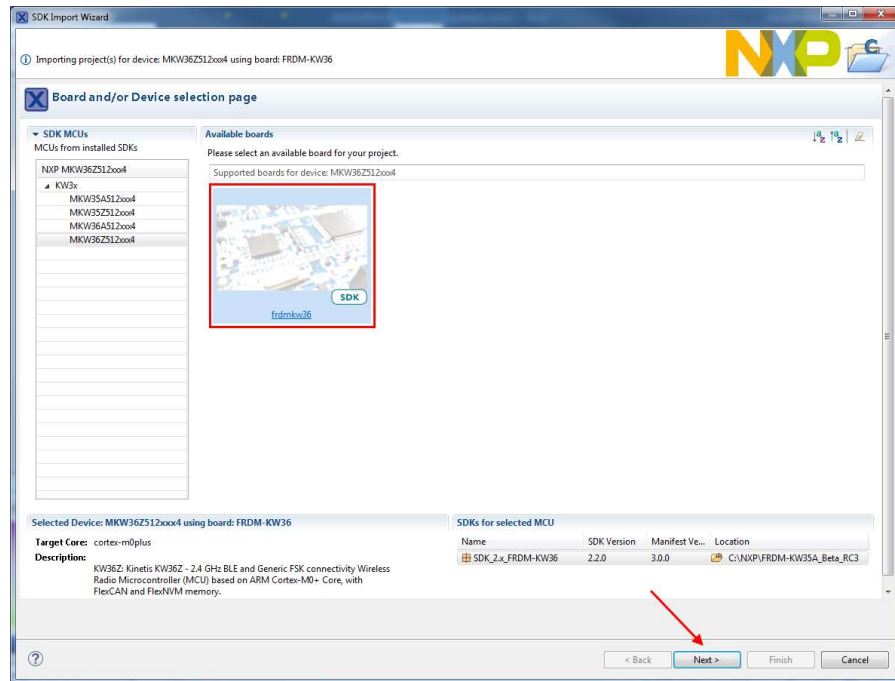 SDK Import Wizard
Importing project(s) for device: MKW36Z512xxx4 using board: FRDM-KW36
NXP
Board and/or Device selection page
SDK MCUs
MCUs from installed SDKs
NXP MKW36Z512xxx4
KW3x
MKW35A512xxx4
MKW35Z512xxx4
MKW36A512xxx4
MKW36Z512xxx4
Available boards
Please select an available board for your project.
Supported boards for device: MKW36Z512xxx4
SDK
frdmkw36
Selected Device: MKW36Z512xxx4 using board: FRDM-KW36
Target Core: cortex-m0plus
Description:
KW36Z: Kinetis KW36Z - 2.4 GHz BLE and Generic FSK connectivity Wireless
Radio Microcontroller (MCU) based on ARM Cortex-M0+ Core, with
FlexCAN and FlexNVM memory.
SDKs for selected MCU
Name SDK Version Manifest Ve... Location
SDK_2.x_FRDM-KW36 2.2.0 3.0.0 C:\NXP\FRDM-KW35A_Beta_RC3
< Back Next > Finish Cancel